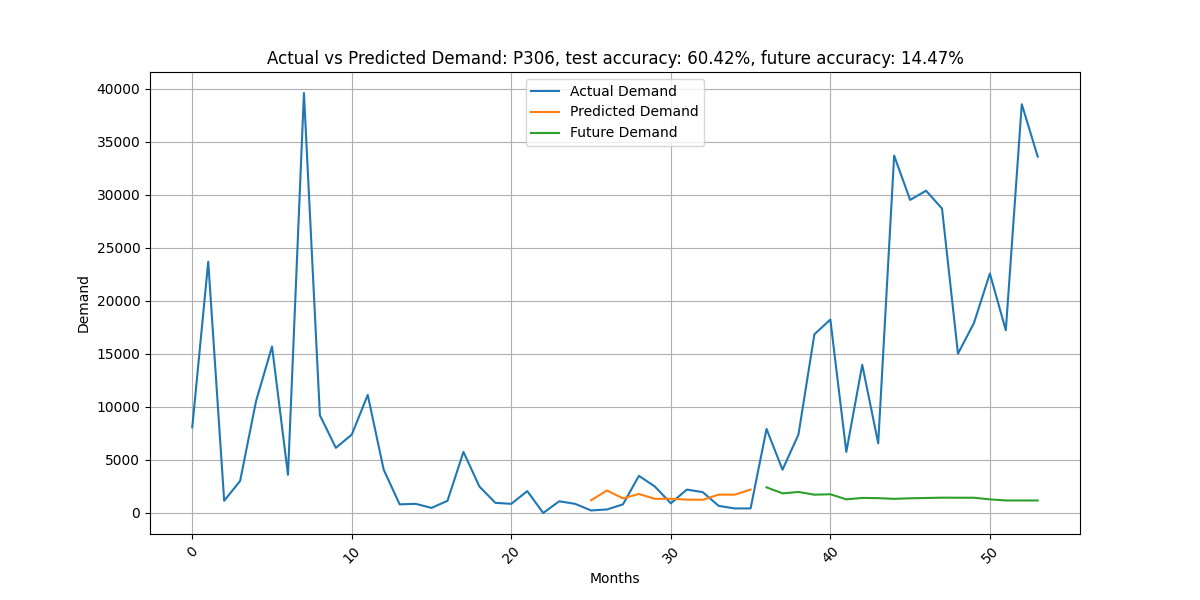 Actual vs Predicted Demand: P306, test accuracy: 60.42%, future accuracy: 14.47%
Actual Demand
Predicted Demand
Future Demand
40000
35000
30000
25000
20000
15000
10000
5000
0
Demand
0
10
20
30
40
50
Months